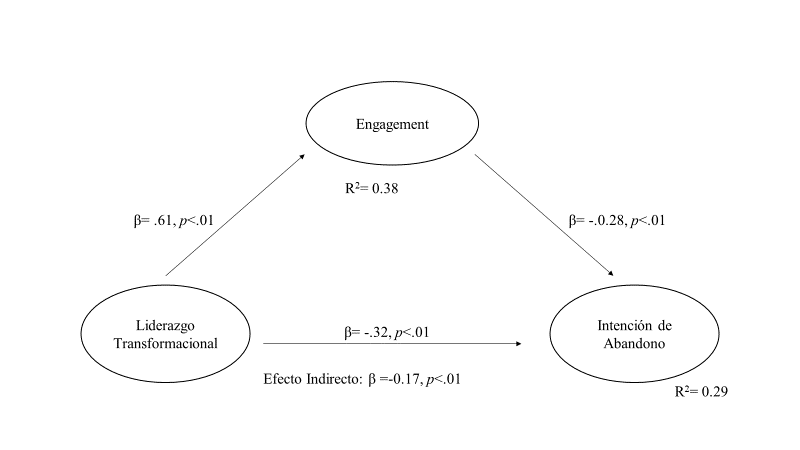 Engagement
R²= 0.38
β= .61, p<.01
β= -.0.28, p<.01
Liderazgo
Transformacional
β= -.32, p<.01
Intención de
Abandono
Efecto Indirecto: β =-0.17, p<.01
R²= 0.29